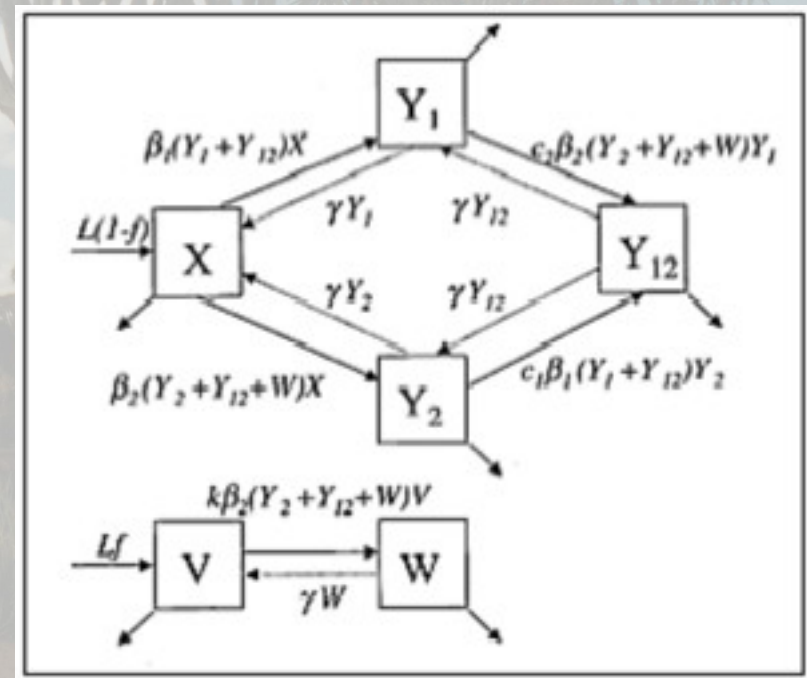 Y₁
β₁(Y₁+Y₁₂)X
c₂β₂(Y₂+Y₁₂+W)Y₁
γY₁
γY₁₂
L(1-f)
X
Y₁₂
γY₂
γY₁₂
β₂(Y₂+Y₁₂+W)X
Y₂
c₁β₁(Y₁+Y₁₂)Y₂
kβ₂(Y₂+Y₁₂+W)V
Lf
V
W
γW